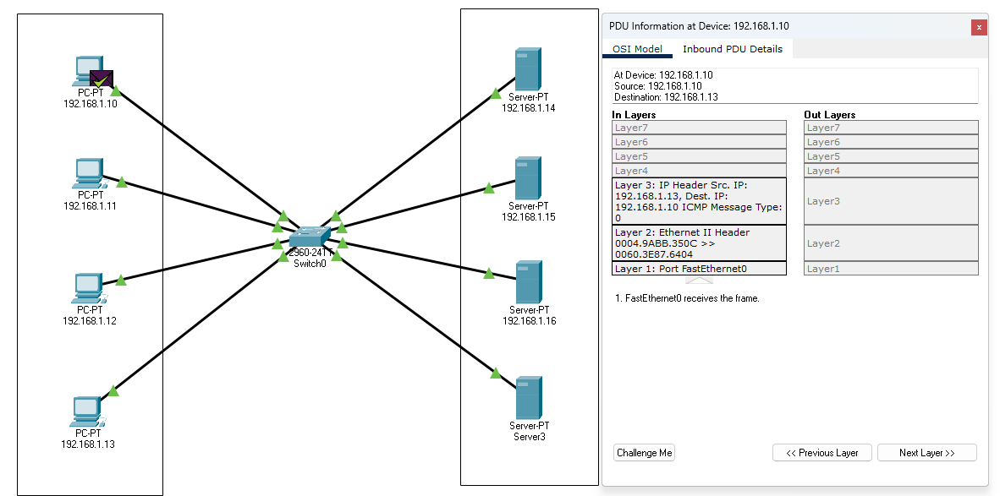 PC-PT
192.168.1.10
PC-PT
192.168.1.11
PC-PT
192.168.1.12
PC-PT
192.168.1.13
2960-24TT
Switch0
Server-PT
192.168.1.14
Server-PT
192.168.1.15
Server-PT
192.168.1.16
Server-PT
Server3
PDU Information at Device: 192.168.1.10
x
OSI Model
Inbound PDU Details
At Device: 192.168.1.10
Source: 192.168.1.10
Destination: 192.168.1.13
In Layers
Layer7
Layer6
Layer5
Layer4
Layer 3: IP Header Src. IP:
192.168.1.13, Dest. IP:
192.168.1.10 ICMP Message Type:
0
Layer 2: Ethernet II Header
0004.9ABB.350C >>
0060.3E87.6404
Layer 1: Port FastEthernet0
Out Layers
Layer7
Layer6
Layer5
Layer4
Layer3
Layer2
Layer1
1. FastEthernet0 receives the frame.
Challenge Me
<< Previous Layer
Next Layer >>